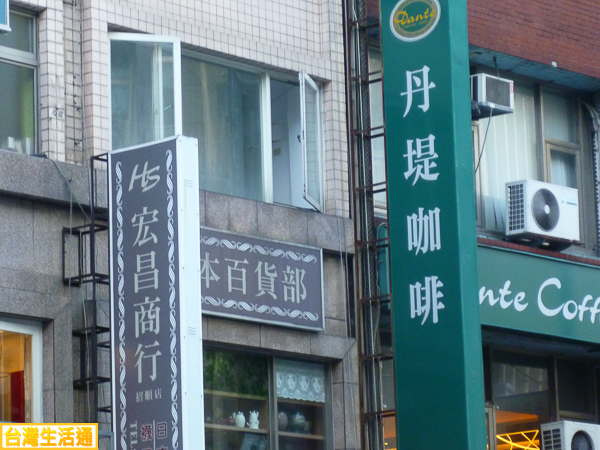 Dante
丹堤咖啡
HS
宏昌商行
本百貨部
nte Coff
台灣生活通